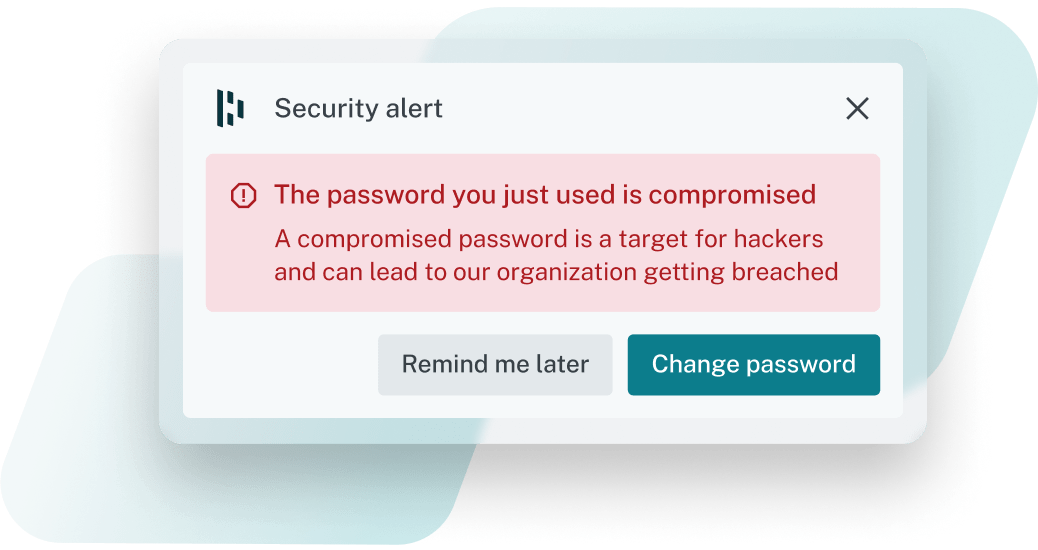 Security alert
The password you just used is compromised
A compromised password is a target for hackers
and can lead to our organization getting breached
Remind me later
Change password